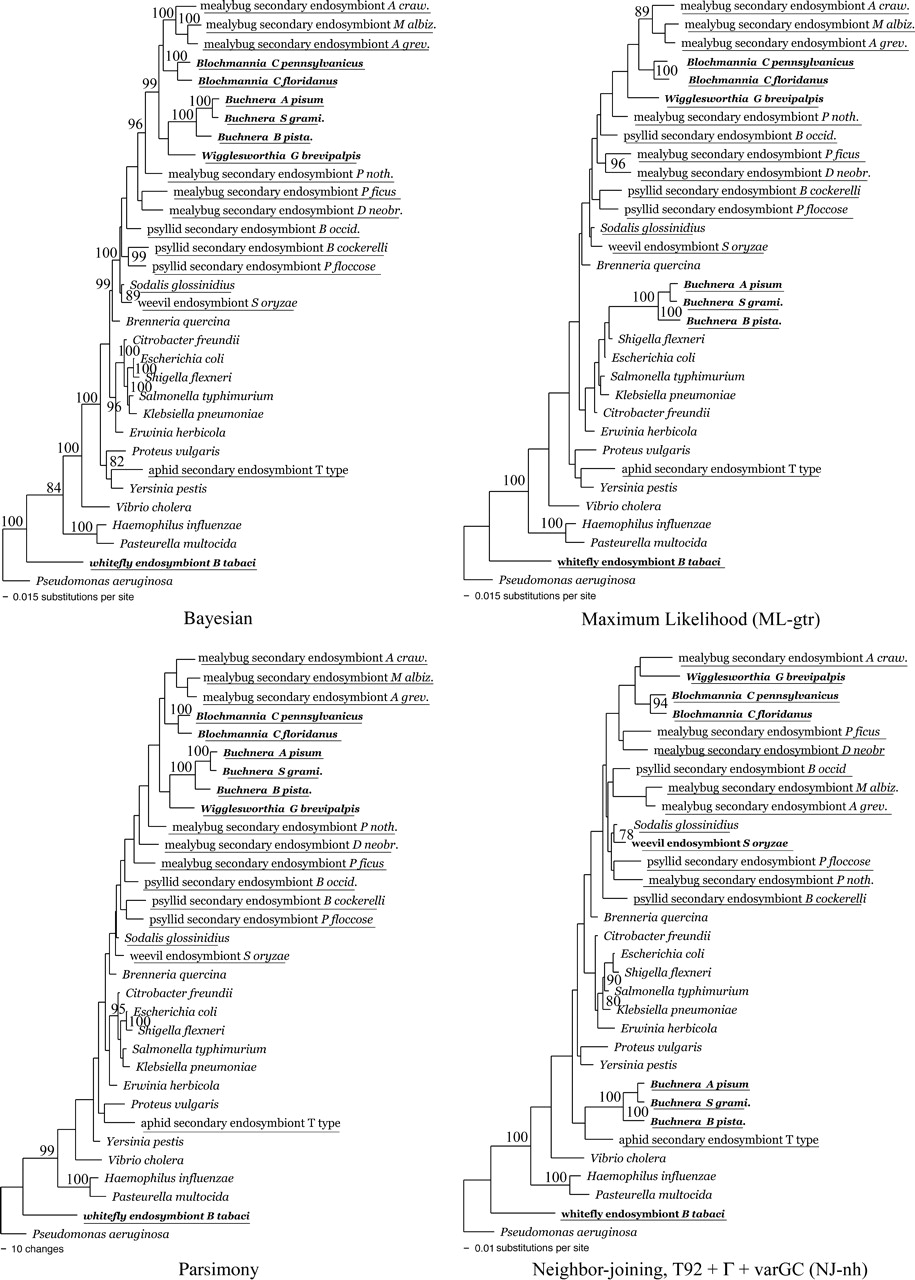 mealybug secondary endosymbiont A craw.
100
100
mealybug secondary endosymbiont M albiz.
mealybug secondary endosymbiont A grev.
100
Blochmannia C pennsylvanicus
Blochmannia C floridanus
99
100
Buchnera A pisum
100
Buchnera S grami.
96
Buchnera B pista.
Wigglesworthia G brevipalpis
mealybug secondary endosymbiont P noth.
mealybug secondary endosymbiont P ficus
mealybug secondary endosymbiont D neobr.
psyllid secondary endosymbiont B occid.
100
psyllid secondary endosymbiont B cockerelli
99
psyllid secondary endosymbiont P floccose
99
Sodalis glossinidius
89
weevil endosymbiont S oryzae
Brenneria quercina
Citrobacter freundii
100
Escherichia coli
100
Shigella flexneri
100
Salmonella typhimurium
100
96
Klebsiella pneumoniae
Erwinia herbicola
100
Proteus vulgaris
82
aphid secondary endosymbiont T type
84
Yersinia pestis
Vibrio cholera
100
100
Haemophilus influenzae
Pasteurella multocida
whitefly endosymbiont B tabaci
Pseudomonas aeruginosa
0.015 substitutions per site
Bayesian
mealybug secondary endosymbiont A craw.
89
mealybug secondary endosymbiont M albiz.
mealybug secondary endosymbiont A grev.
Blochmannia C pennsylvanicus
100
Blochmannia C floridanus
Wigglesworthia G brevipalpis
mealybug secondary endosymbiont P noth.
psyllid secondary endosymbiont B occid.
mealybug secondary endosymbiont P ficus
96
mealybug secondary endosymbiont D neobr.
psyllid secondary endosymbiont B cockerelli
psyllid secondary endosymbiont P floccose
Sodalis glossinidius
weevil endosymbiont S oryzae
Brenneria quercina
Buchnera A pisum
100
Buchnera S grami.
100
Buchnera B pista.
Shigella flexneri
Escherichia coli
Salmonella typhimurium
Klebsiella pneumoniae
Citrobacter freundii
Erwinia herbicola
Proteus vulgaris
aphid secondary endosymbiont T type
100
Yersinia pestis
Vibrio cholera
100
Haemophilus influenzae
Pasteurella multocida
whitefly endosymbiont B tabaci
Pseudomonas aeruginosa
0.015 substitutions per site
Maximum Likelihood (ML-gtr)
mealybug secondary endosymbiont A craw.
mealybug secondary endosymbiont M albiz.
mealybug secondary endosymbiont A grev.
100
Blochmannia C pennsylvanicus
Blochmannia C floridanus
100
Buchnera A pisum
100
Buchnera S grami.
Buchnera B pista.
Wigglesworthia G brevipalpis
mealybug secondary endosymbiont P noth.
mealybug secondary endosymbiont D neobr.
mealybug secondary endosymbiont P ficus
psyllid secondary endosymbiont B occid.
psyllid secondary endosymbiont B cockerelli
psyllid secondary endosymbiont P floccose
Sodalis glossinidius
weevil endosymbiont S oryzae
Brenneria quercina
Citrobacter freundii
95
Escherichia coli
100
Shigella flexneri
Salmonella typhimurium
Klebsiella pneumoniae
Erwinia herbicola
Proteus vulgaris
aphid secondary endosymbiont T type
Yersinia pestis
99
Vibrio cholera
100
Haemophilus influenzae
Pasteurella multocida
whitefly endosymbiont B tabaci
Pseudomonas aeruginosa
10 changes
Parsimony
mealybug secondary endosymbiont A craw.
Wigglesworthia G brevipalpis
Blochmannia C pennsylvanicus
94
Blochmannia C floridanus
mealybug secondary endosymbiont P ficus
mealybug secondary endosymbiont D neobr
psyllid secondary endosymbiont B occid
mealybug secondary endosymbiont M albiz.
mealybug secondary endosymbiont A grev.
Sodalis glossinidius
78
weevil endosymbiont S oryzae
psyllid secondary endosymbiont P floccose
mealybug secondary endosymbiont P noth.
psyllid secondary endosymbiont B cockerelli
Brenneria quercina
Citrobacter freundii
Escherichia coli
Shigella flexneri
90
Salmonella typhimurium
80
Klebsiella pneumoniae
Erwinia herbicola
Proteus vulgaris
Yersinia pestis
Buchnera A pisum
100
Buchnera S grami.
100
Buchnera B pista.
100
aphid secondary endosymbiont T type
Vibrio cholera
100
Haemophilus influenzae
Pasteurella multocida
whitefly endosymbiont B tabaci
Pseudomonas aeruginosa
0.01 substitutions per site
Neighbor-joining, T92 + Γ + varGC (NJ-nh)